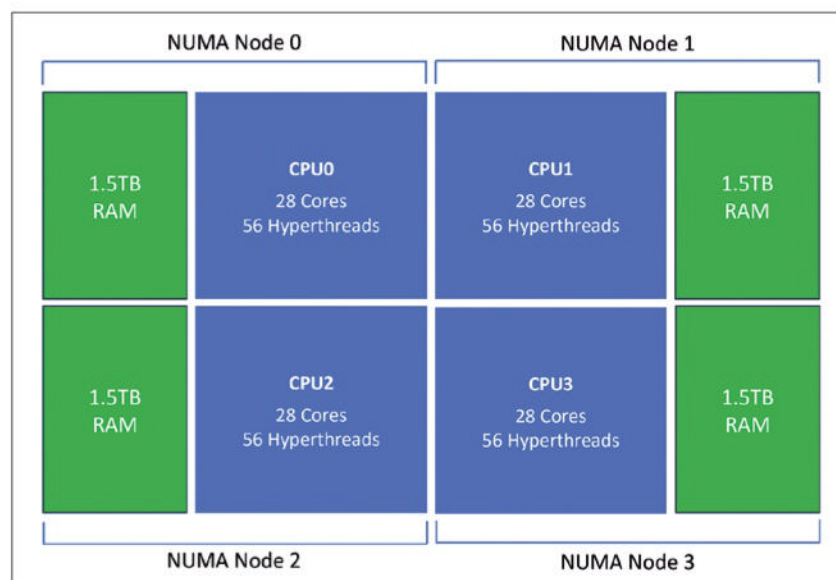 NUMA Node 0
NUMA Node 1
1.5TB
RAM
CPU0
28 Cores
56 Hyperthreads
CPU1
28 Cores
56 Hyperthreads
1.5TB
RAM
1.5TB
RAM
CPU2
28 Cores
56 Hyperthreads
CPU3
28 Cores
56 Hyperthreads
1.5TB
RAM
NUMA Node 2
NUMA Node 3